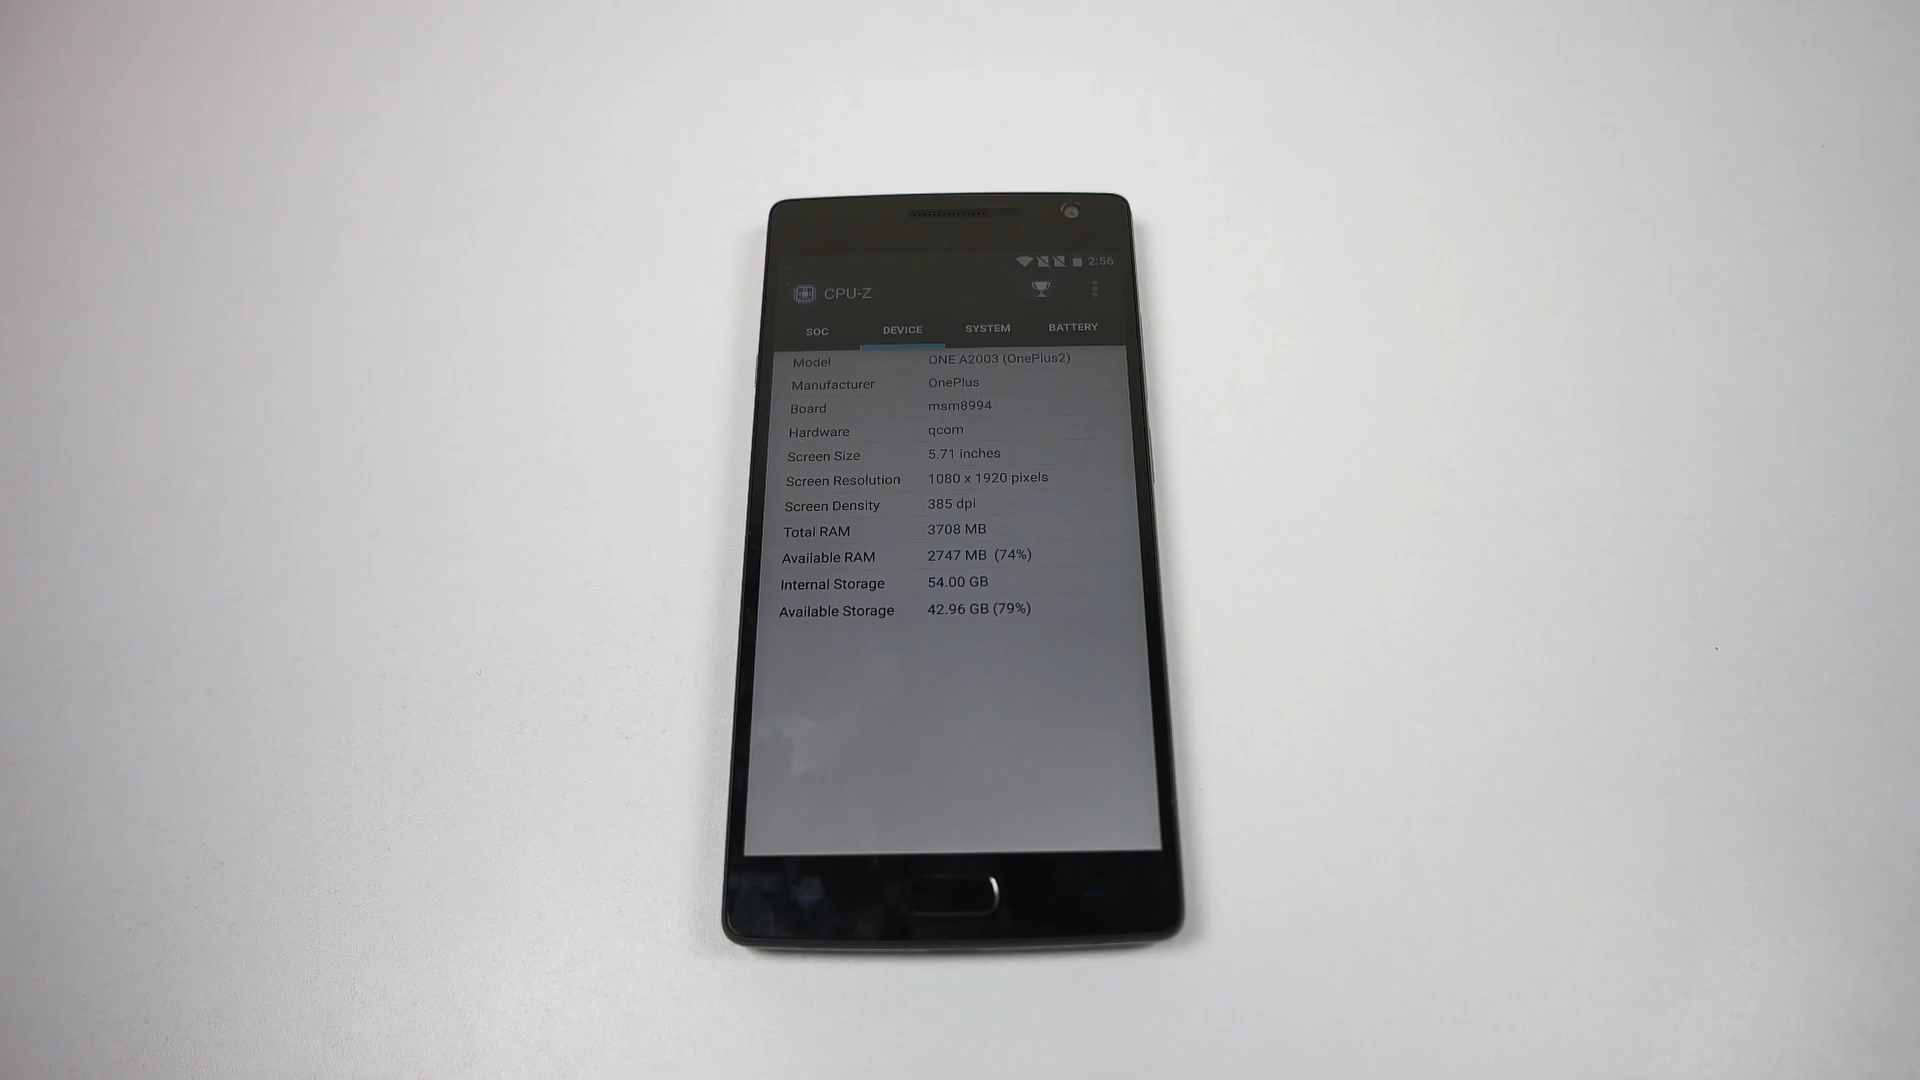 2:56
CPU-Z
SOC DEVICE SYSTEM BATTERY
Model ONE A2003 (OnePlus2)
Manufacturer OnePlus
Board msm8994
Hardware qcom
Screen Size 5.71 inches
Screen Resolution 1080 x 1920 pixels
Screen Density 385 dpi
Total RAM 3708 MB
Available RAM 2747 MB (74%)
Internal Storage 54.00 GB
Available Storage 42.96 GB (79%)